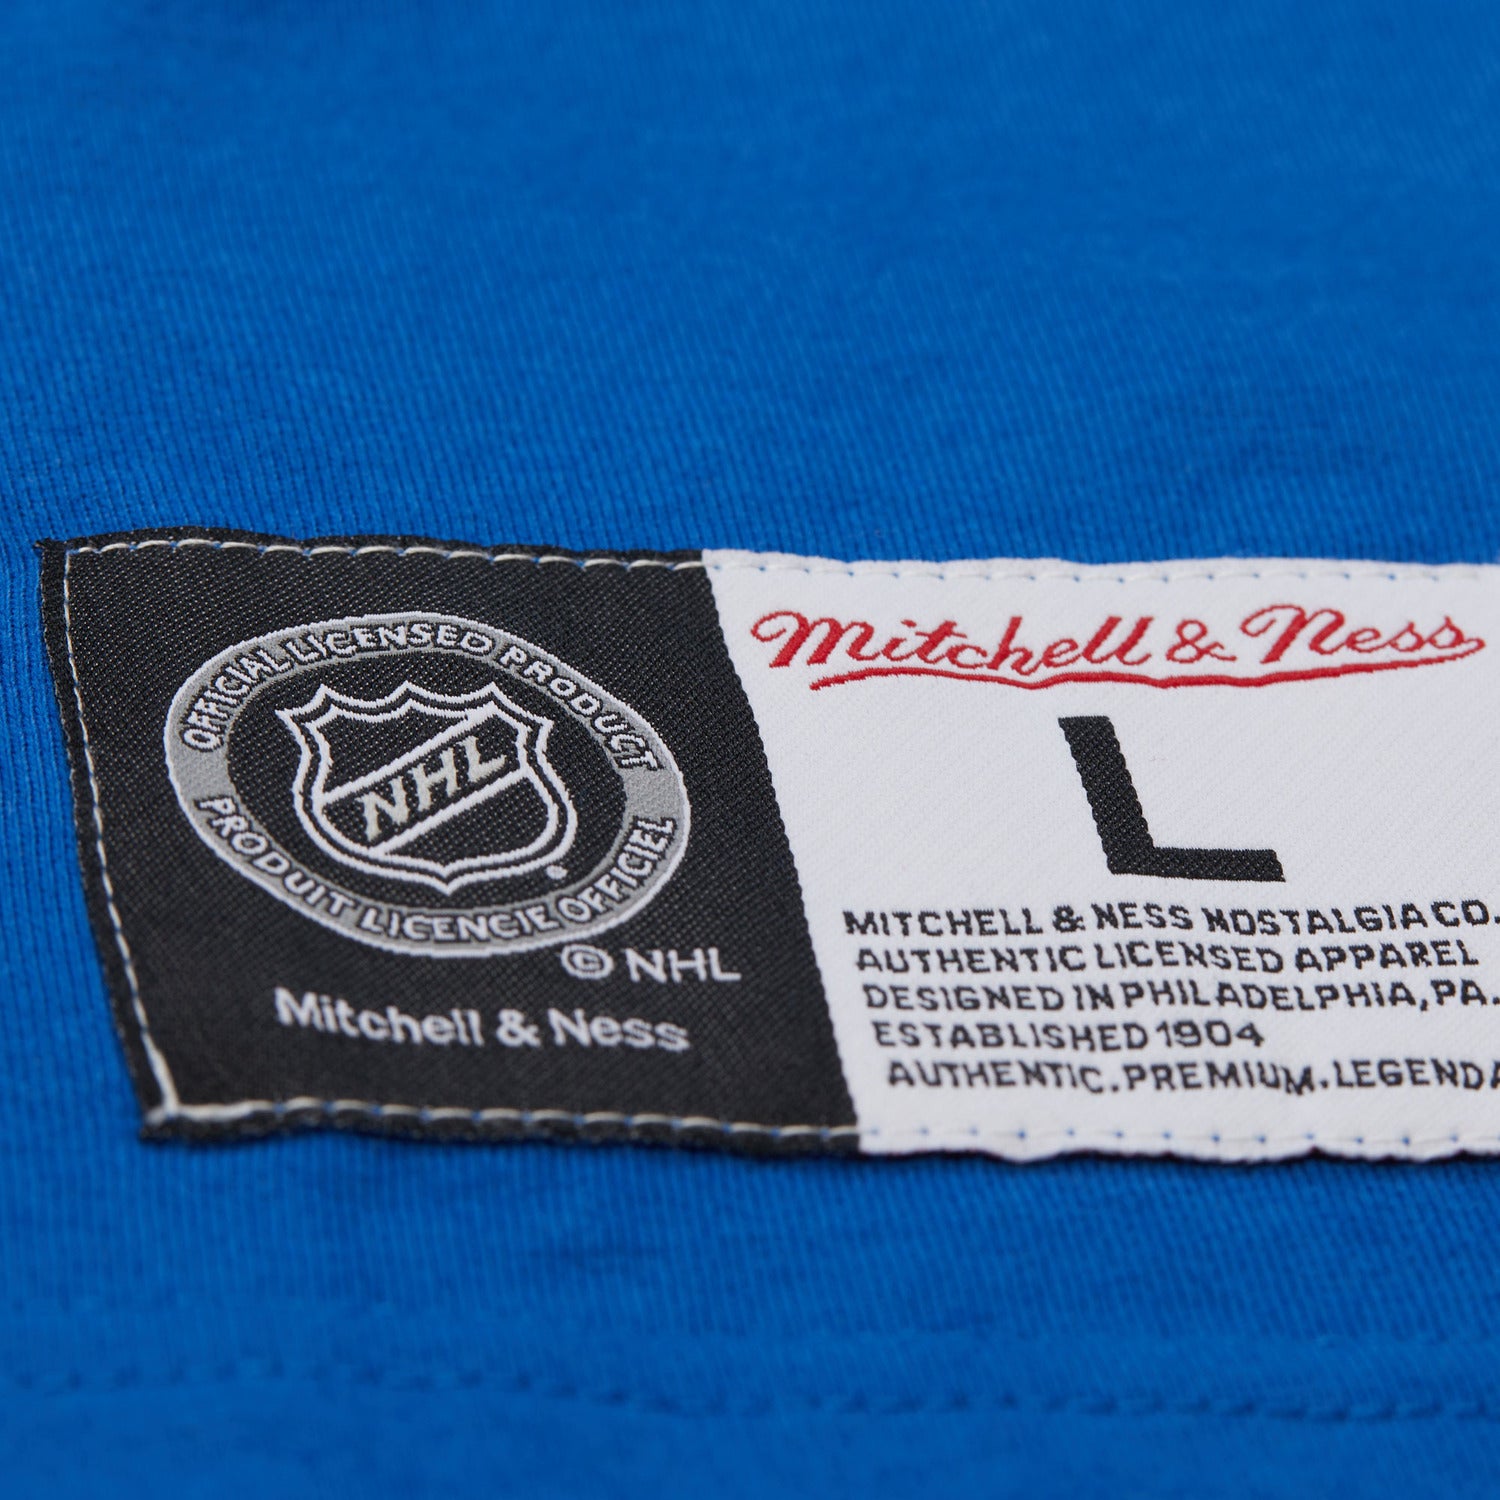 OFFICIAL LICENSED PRODUCT
NHL
PRODUIT LICENCIE OFFICIEL
© NHL
Mitchell & Ness
Mitchell & Ness
L
MITCHELL & NESS NOSTALGIA CO.
AUTHENTIC LICENSED APPAREL
DESIGNED IN PHILADELPHIA, PA.
ESTABLISHED 1904
AUTHENTIC. PREMIUM.